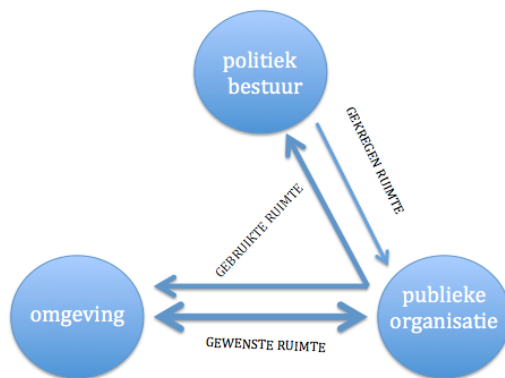 politiek
bestuur
GEKREGEN RUIMTE
GEBRUIKTE RUIMTE
omgeving
publieke
organisatie
GEWENSTE RUIMTE